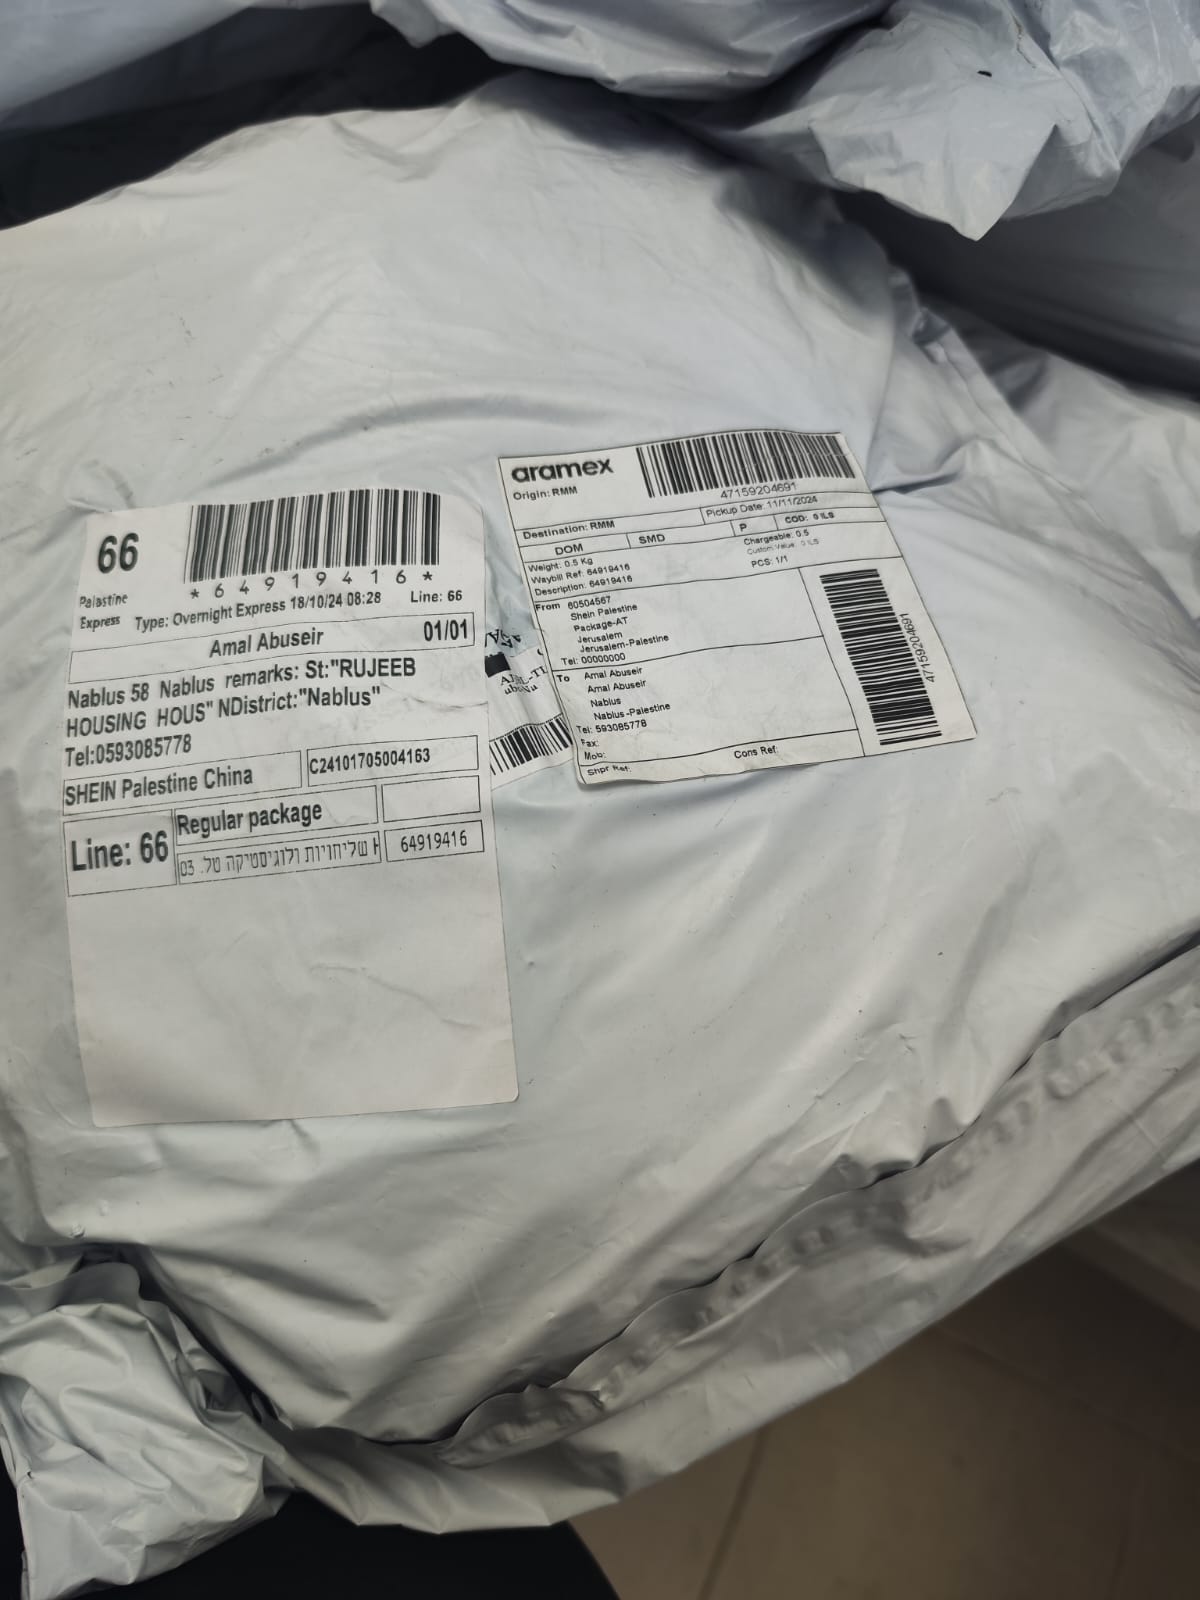 66
*64919416*
Palastine
Express
Type: Overnight Express 18/10/24 08:28 Line: 66
Amal Abuseir 01/01
Nablus 58 Nablus remarks: St:"RUJEEB
HOUSING HOUS" NDistrict:"Nablus"
Tel:0593085778
SHEIN Palestine China C24101705004163
Line: 66
Regular package
שליחויות ולוגיסטיקה טל. 03
64919416
aramex
Origin: RMM
47159204691
Destination: RMM
Pickup Date: 11/11/2024
DOM SMD P COD: 0 ILS
Weight: 0.5 Kg Chargeable: 0.5
Waybill Ref: 64919416 Custom Value: 0 ILS
Description: 64919416 PCS: 1/1
From 60504567
Shein Palestine
Package-AT
Jerusalem
Jerusalem-Palestine
Tel: 00000000
To Amal Abuseir
Amal Abuseir
Nablus
Nablus-Palestine
Tel: 593085778
Fax:
Mob:
Shpr Ref: Cons Ref:
47159204691